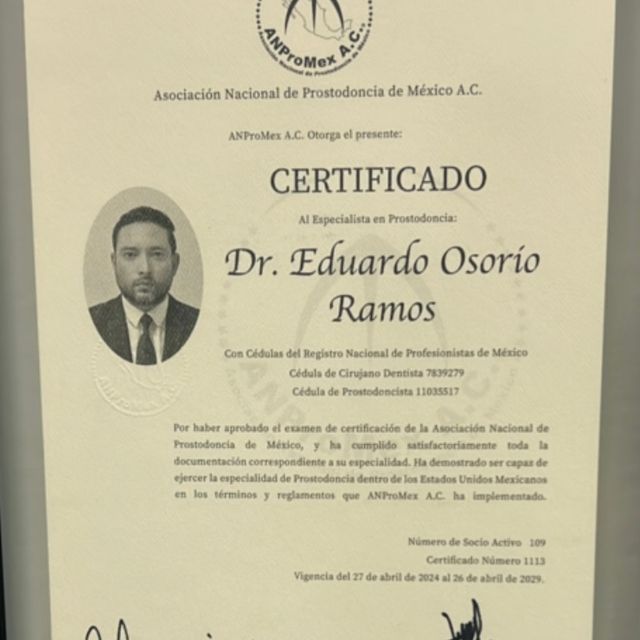 ANProMex A.C.
Asociación Nacional de Prostodoncia de México A.C.
ANProMex A.C. Otorga el presente:
CERTIFICADO
Al Especialista en Prostodoncia:
Dr. Eduardo Osorio
Ramos
Con Cédulas del Registro Nacional de Profesionistas de México
Cédula de Cirujano Dentista 7839279
Cédula de Prostodoncista 11035517
Por haber aprobado el examen de certificación de la Asociación Nacional de
Prostodoncia de México, y ha cumplido satisfactoriamente toda la
documentación correspondiente a su especialidad. Ha demostrado ser capaz de
ejercer la especialidad de Prostodoncia dentro de los Estados Unidos Mexicanos
en los términos y reglamentos que ANProMex A.C. ha implementado.
Número de Socio Activo 109
Certificado Número 1113
Vigencia del 27 de abril de 2024 al 26 de abril de 2029.